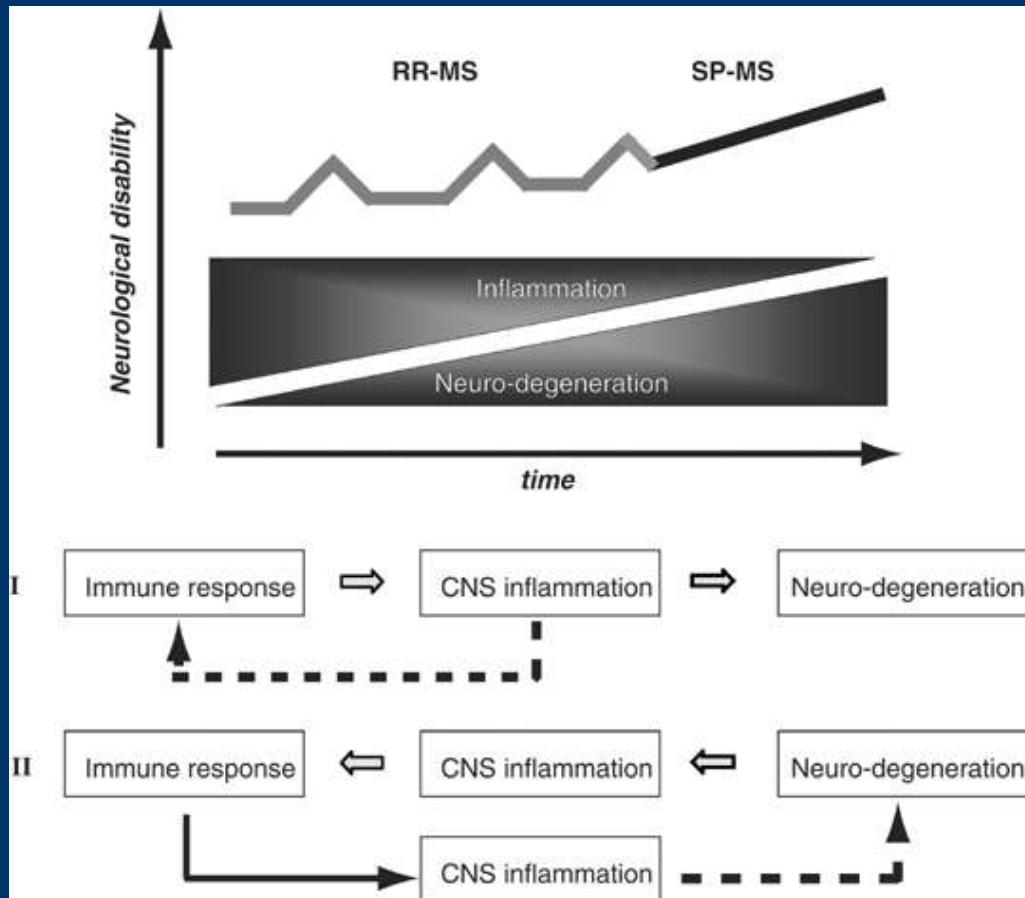 RR-MS SP-MS
Neurological disability
Inflammation
Neuro-degeneration
time
I Immune response CNS inflammation Neuro-degeneration
II Immune response CNS inflammation Neuro-degeneration
CNS inflammation